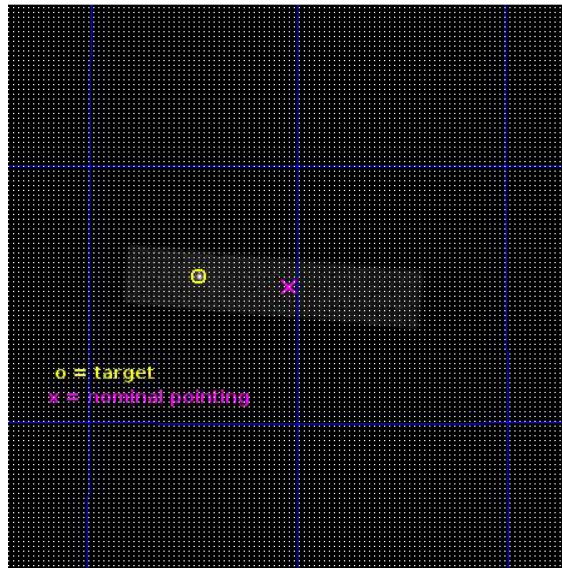 o = target
x = nominal pointing